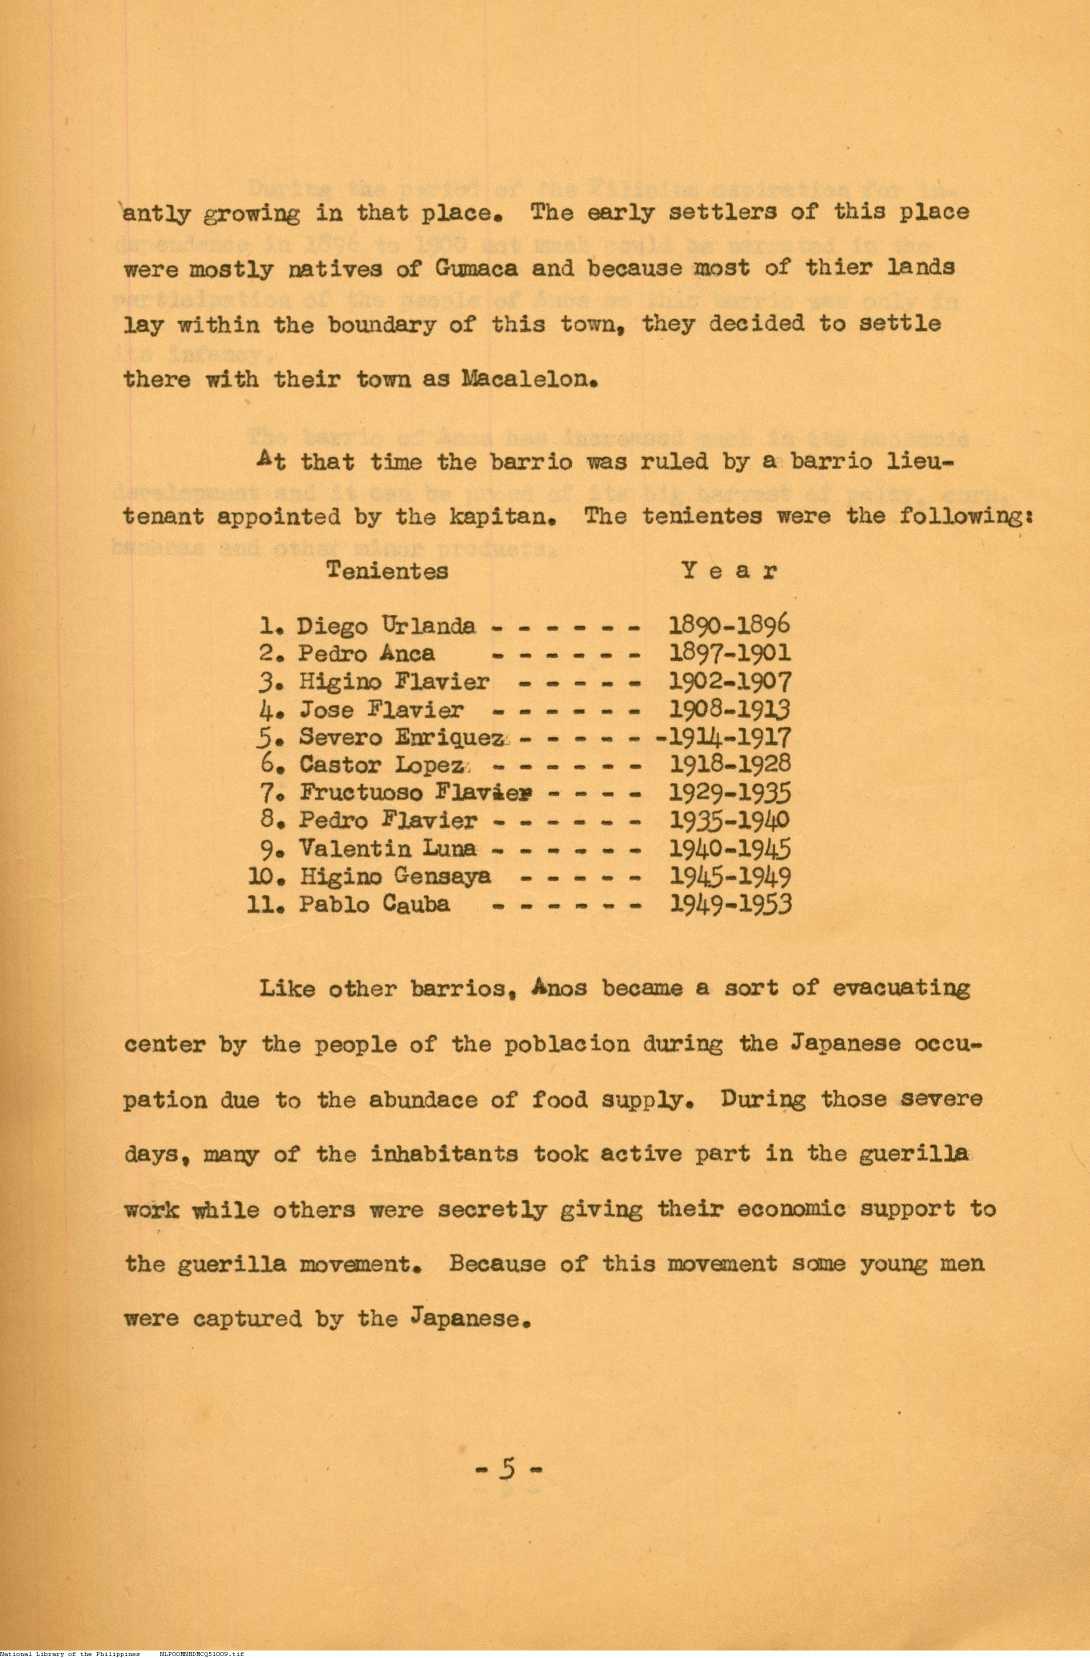 antly growing in that place. The early settlers of this place
were mostly natives of Gumaca and because most of thier lands
lay within the boundary of this town, they decided to settle
there with their town as Macalelon.
At that time the barrio was ruled by a barrio lieu-
tenant appointed by the kapitan. The tenientes were the following:
Tenientes Y e a r
1. Diego Urlanda - - - - - - 1890-1896
2. Pedro Anca - - - - - - 1897-1901
3. Higino Flavier - - - - - 1902-1907
4. Jose Flavier - - - - - - 1908-1913
5. Severo Enriquez - - - - - -1914-1917
6. Castor Lopez - - - - - - 1918-1928
7. Fructuoso Flavier - - - - 1929-1935
8. Pedro Flavier - - - - - - 1935-1940
9. Valentin Luna - - - - - - 1940-1945
10. Higino Gensaya - - - - - 1945-1949
11. Pablo Cauba - - - - - - 1949-1953
Like other barrios, Anos became a sort of evacuating
center by the people of the poblacion during the Japanese occu-
pation due to the abundace of food supply. During those severe
days, many of the inhabitants took active part in the guerilla
work while others were secretly giving their economic support to
the guerilla movement. Because of this movement some young men
were captured by the Japanese.
- 5 -
National Library of the Philippines